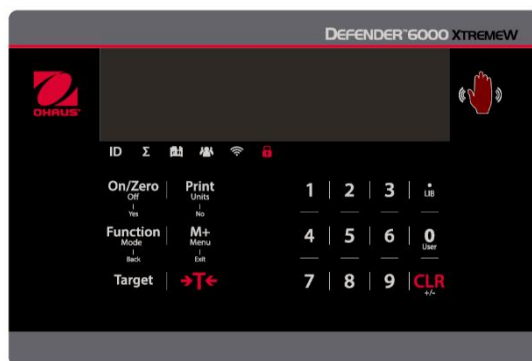 DEFENDER™6000 XTREMEW
OHAUS®
ID Σ
On/Zero Print
Off Units
Yes No
1 2 3 .
LIB
Function M+
Mode Menu
Back Exit
4 5 6 0
User
Target →T←
7 8 9 CLR
+/-